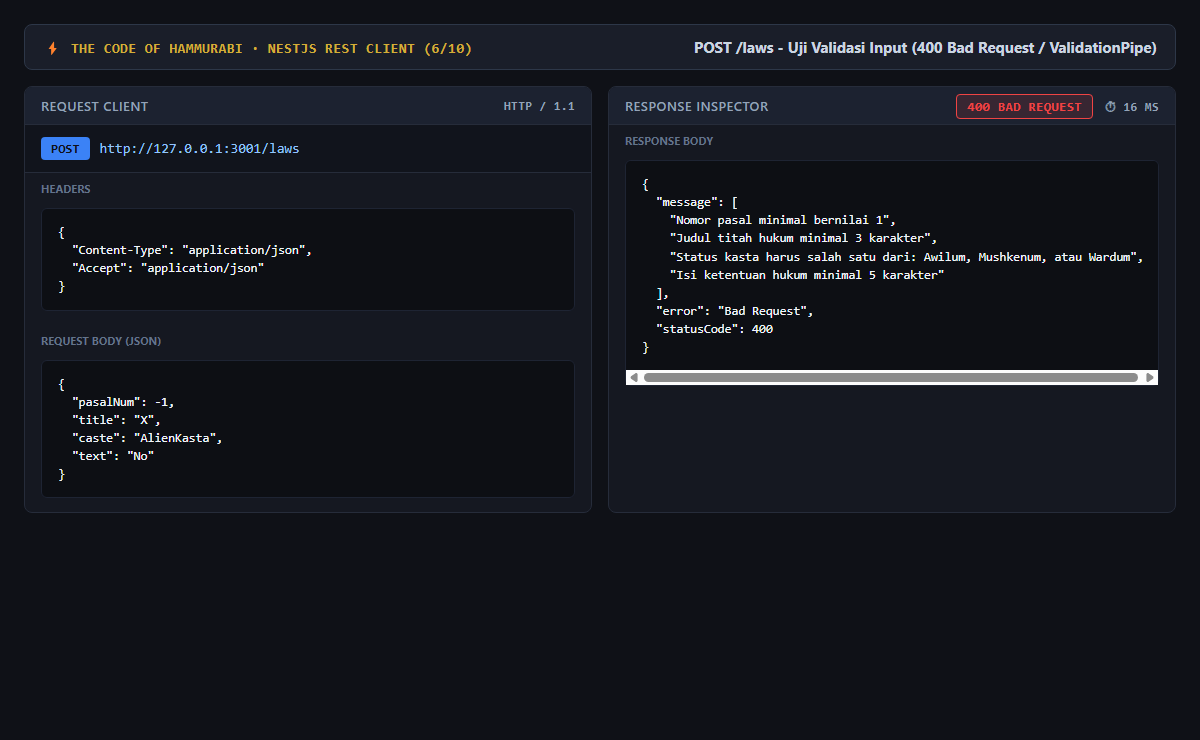 THE CODE OF HAMMURABI · NESTJS REST CLIENT (6/10)
POST /laws - Uji Validasi Input (400 Bad Request / ValidationPipe)
REQUEST CLIENT
HTTP / 1.1
POST
http://127.0.0.1:3001/laws
HEADERS
{
"Content-Type": "application/json",
"Accept": "application/json"
}
REQUEST BODY (JSON)
{
"pasalNum": -1,
"title": "X",
"caste": "AlienKasta",
"text": "No"
}
RESPONSE INSPECTOR
400 BAD REQUEST
⏱ 16 MS
RESPONSE BODY
{
"message": [
"Nomor pasal minimal bernilai 1",
"Judul titah hukum minimal 3 karakter",
"Status kasta harus salah satu dari: Awilum, Mushkenum, atau Wardum",
"Isi ketentuan hukum minimal 5 karakter"
],
"error": "Bad Request",
"statusCode": 400
}